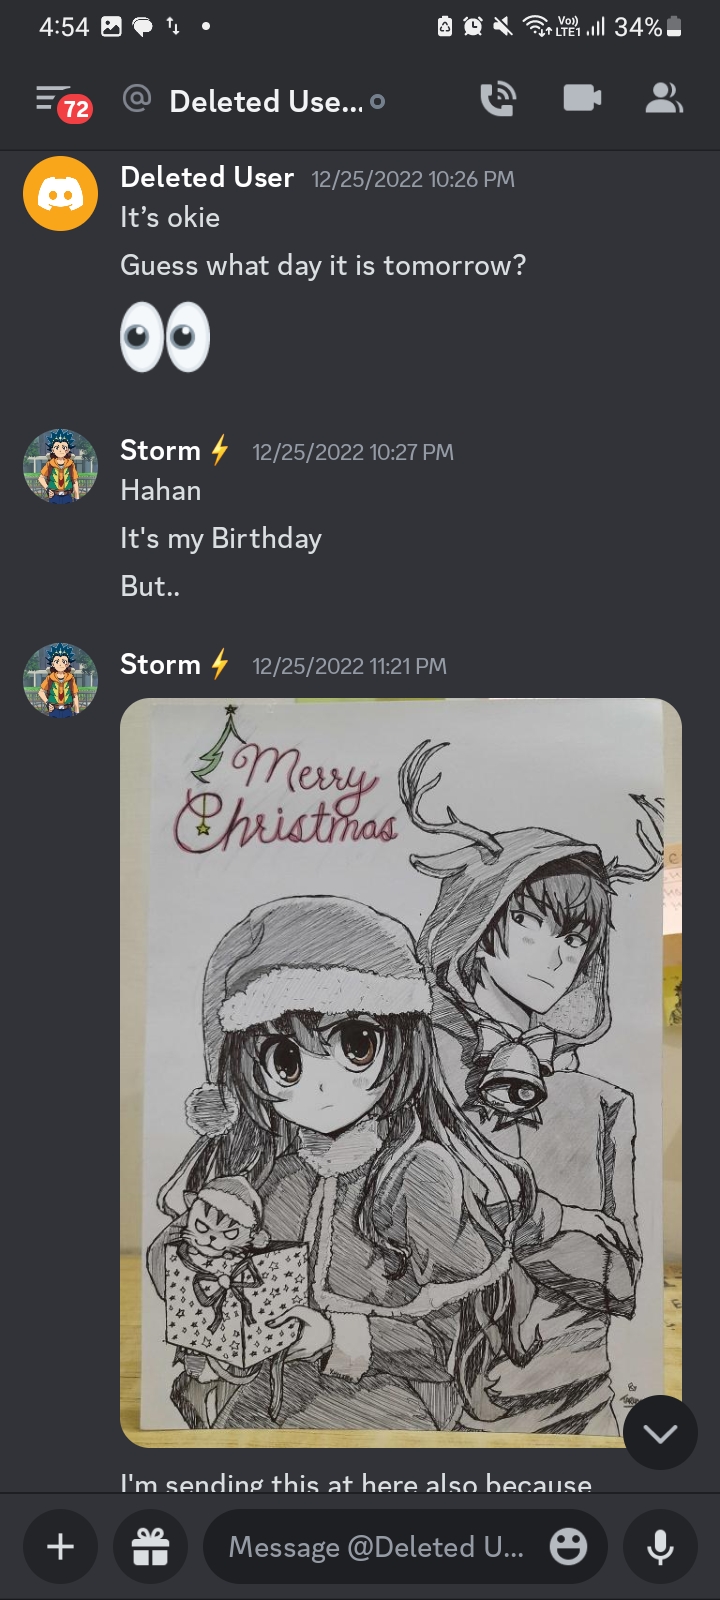 4:54
Vo))
LTE1
34%
72
@ Deleted Use...
Deleted User 12/25/2022 10:26 PM
It’s okie
Guess what day it is tomorrow?
Storm⚡ 12/25/2022 10:27 PM
Hahan
It's my Birthday
But..
Storm⚡ 12/25/2022 11:21 PM
Merry
Christmas
I'm sending this at here also because
Message @Deleted U...